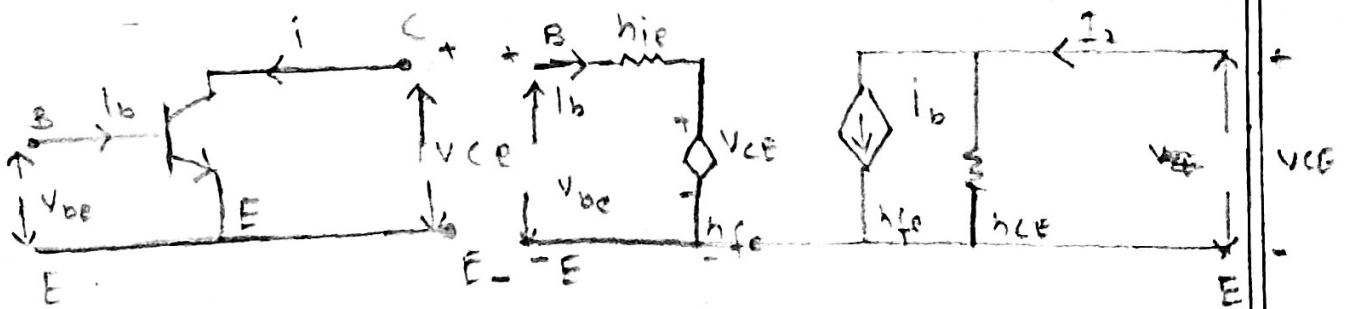 i C + + B hie I2 +
B Ib Ib ib
Vbe VCe VCE VCE
E Vbe hfe hfe hCE
E E - - E - E -